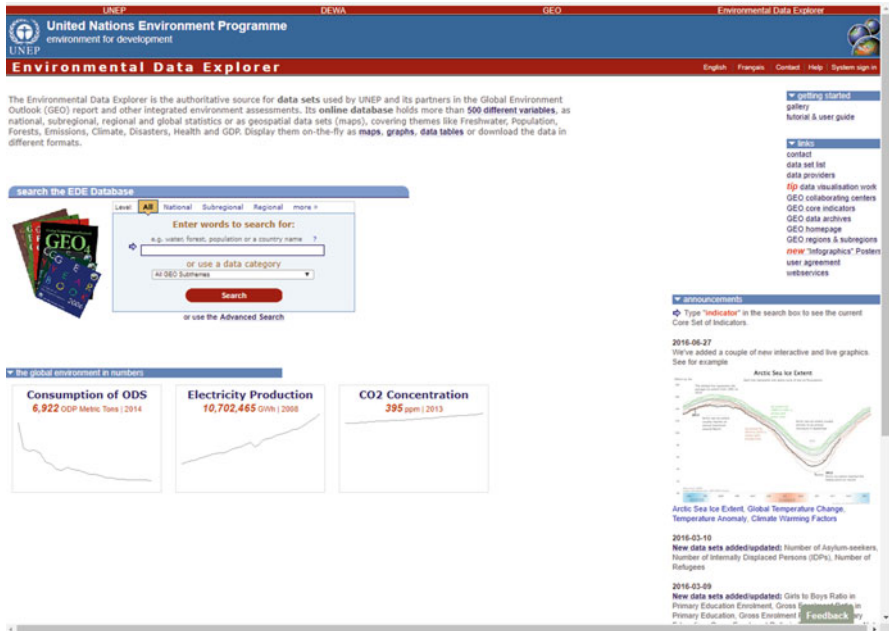 UNEP DEWA GEO Environmental Data Explorer
United Nations Environment Programme
environment for development
UNEP
Environmental Data Explorer
English Français Contact Help System sign in
The Environmental Data Explorer is the authoritative source for data sets used by UNEP and its partners in the Global Environment
Outlook (GEO) report and other integrated environment assessments. Its online database holds more than 500 different variables, as
national, subregional, regional and global statistics or as geospatial data sets (maps), covering themes like Freshwater, Population,
Forests, Emissions, Climate, Disasters, Health and GDP. Display them on-the-fly as maps, graphs, data tables or download the data in
different formats.
getting started
gallery
tutorial & user guide
links
contact
data set list
data providers
tip data visualisation work
GEO collaborating centers
GEO core indicators
GEO data archives
GEO homepage
GEO regions & subregions
new "Infographics" Posters
user agreement
webservices
search the EDE Database
Level All National Subregional Regional more »
Enter words to search for:
e.g. water, forest, population or a country name ?
or use a data category
All GEO Subthemes
Search
or use the Advanced Search
GEO
2006
the global environment in numbers
Consumption of ODS
6,922 ODP Metric Tons | 2014
Electricity Production
10,702,465 GWh | 2008
CO2 Concentration
395 ppm | 2013
announcements
Type "indicator" in the search box to see the current
Core Set of Indicators.
2016-06-27
We've added a couple of new interactive and live graphics.
See for example
Arctic Sea Ice Extent
Arctic Sea Ice Extent, Global Temperature Change,
Temperature Anomaly, Climate Warming Factors
2016-03-10
New data sets added/updated: Number of Asylum-seekers,
Number of Internally Displaced Persons (IDPs), Number of
Refugees
2016-03-09
New data sets added/updated: Girls to Boys Ratio in
Primary Education Enrolment, Gross in
Primary Education, Gross Enrolment
Feedback